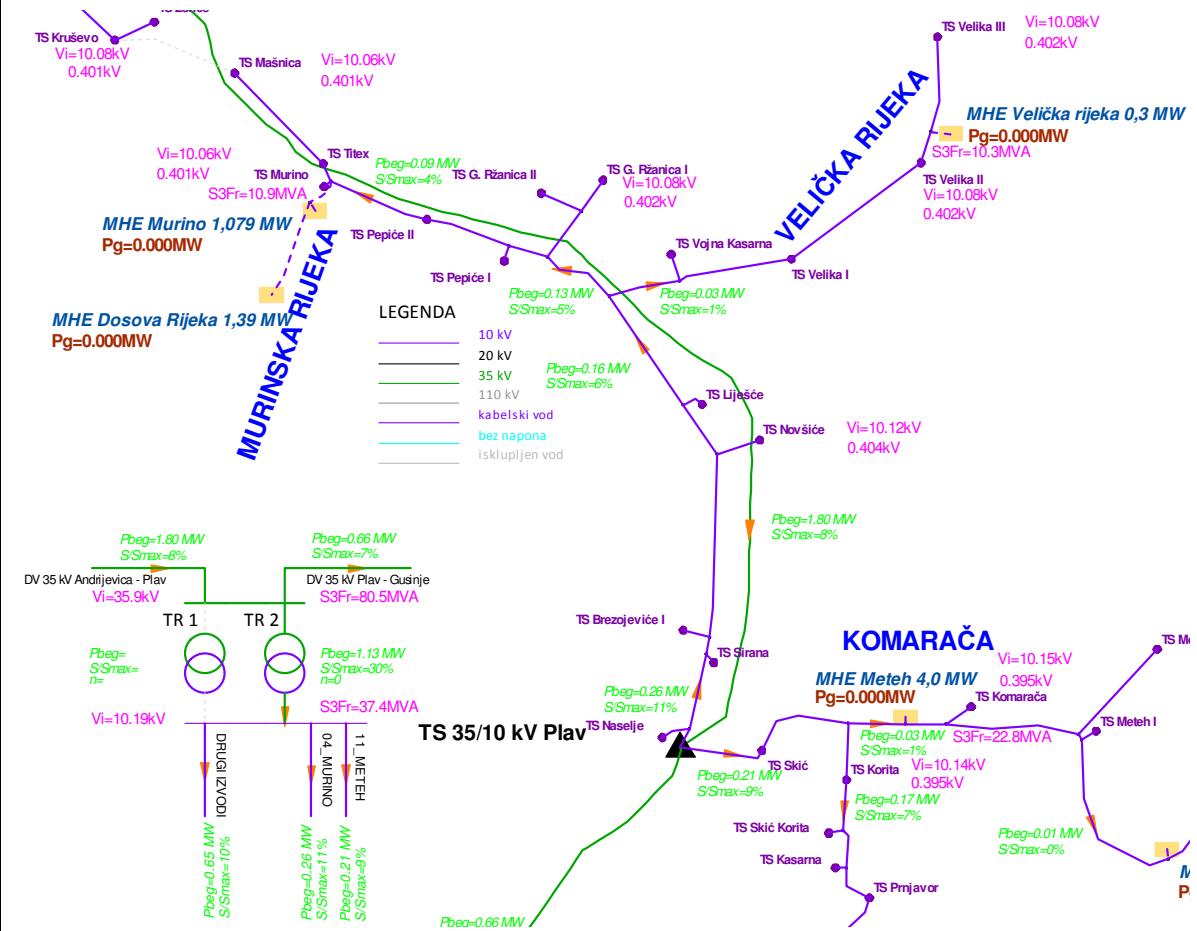 TS Kruševo
Vi=10.08kV
0.401kV
TS Mašnica
Vi=10.06kV
0.401kV
TS Velika III
Vi=10.08kV
0.402kV
VELIČKA RIJEKA
MHE Velička rijeka 0,3 MW
Pg=0.000MW
S3Fr=10.3MVA
TS Velika II
Vi=10.08kV
0.402kV
Vi=10.06kV
0.401kV
TS Titex
TS Murino
S3Fr=10.9MVA
Pbeg=0.09 MW
S/Smax=4%
TS G. Ržanica II
TS G. Ržanica I
Vi=10.08kV
0.402kV
MHE Murino 1,079 MW
Pg=0.000MW
TS Pepiće II
TS Pepiće I
TS Vojna Kasarna
TS Velika I
MURINSKA RIJEKA
MHE Dosova Rijeka 1,39 MW
Pg=0.000MW
Pbeg=0.13 MW
S/Smax=5%
Pbeg=0.03 MW
S/Smax=1%
LEGENDA
10 kV
20 kV
35 kV
110 kV
kabelski vod
bez napona
isklupljen vod
Pbeg=0.16 MW
S/Smax=6%
TS Liješće
TS Novšiće
Vi=10.12kV
0.404kV
Pbeg=1.80 MW
S/Smax=8%
Pbeg=1.80 MW
S/Smax=8%
Pbeg=0.66 MW
S/Smax=7%
DV 35 kV Andrijevica - Plav
DV 35 kV Plav - Gusinje
Vi=35.9kV
S3Fr=80.5MVA
TR 1
TR 2
Pbeg=
S/Smax=
n=
Pbeg=1.13 MW
S/Smax=30%
n=0
Vi=10.19kV
S3Fr=37.4MVA
DRUGI IZVODI
04_MURINO
11_METEH
Pbeg=0.65 MW
S/Smax=10%
Pbeg=0.26 MW
S/Smax=11%
Pbeg=0.21 MW
S/Smax=9%
TS Brezojeviće I
TS Sirana
Pbeg=0.26 MW
S/Smax=11%
TS Naselje
TS 35/10 kV Plav
KOMARAČA
MHE Meteh 4,0 MW
Pg=0.000MW
Vi=10.15kV
0.395kV
TS Komarača
TS Meteh I
S3Fr=22.8MVA
Pbeg=0.03 MW
S/Smax=1%
TS Skić
Pbeg=0.21 MW
S/Smax=9%
TS Korita
Vi=10.14kV
0.395kV
Pbeg=0.17 MW
S/Smax=7%
TS Skić Korita
TS Kasarna
TS Prnjavor
Pbeg=0.01 MW
S/Smax=0%
Pbeg=0.66 MW